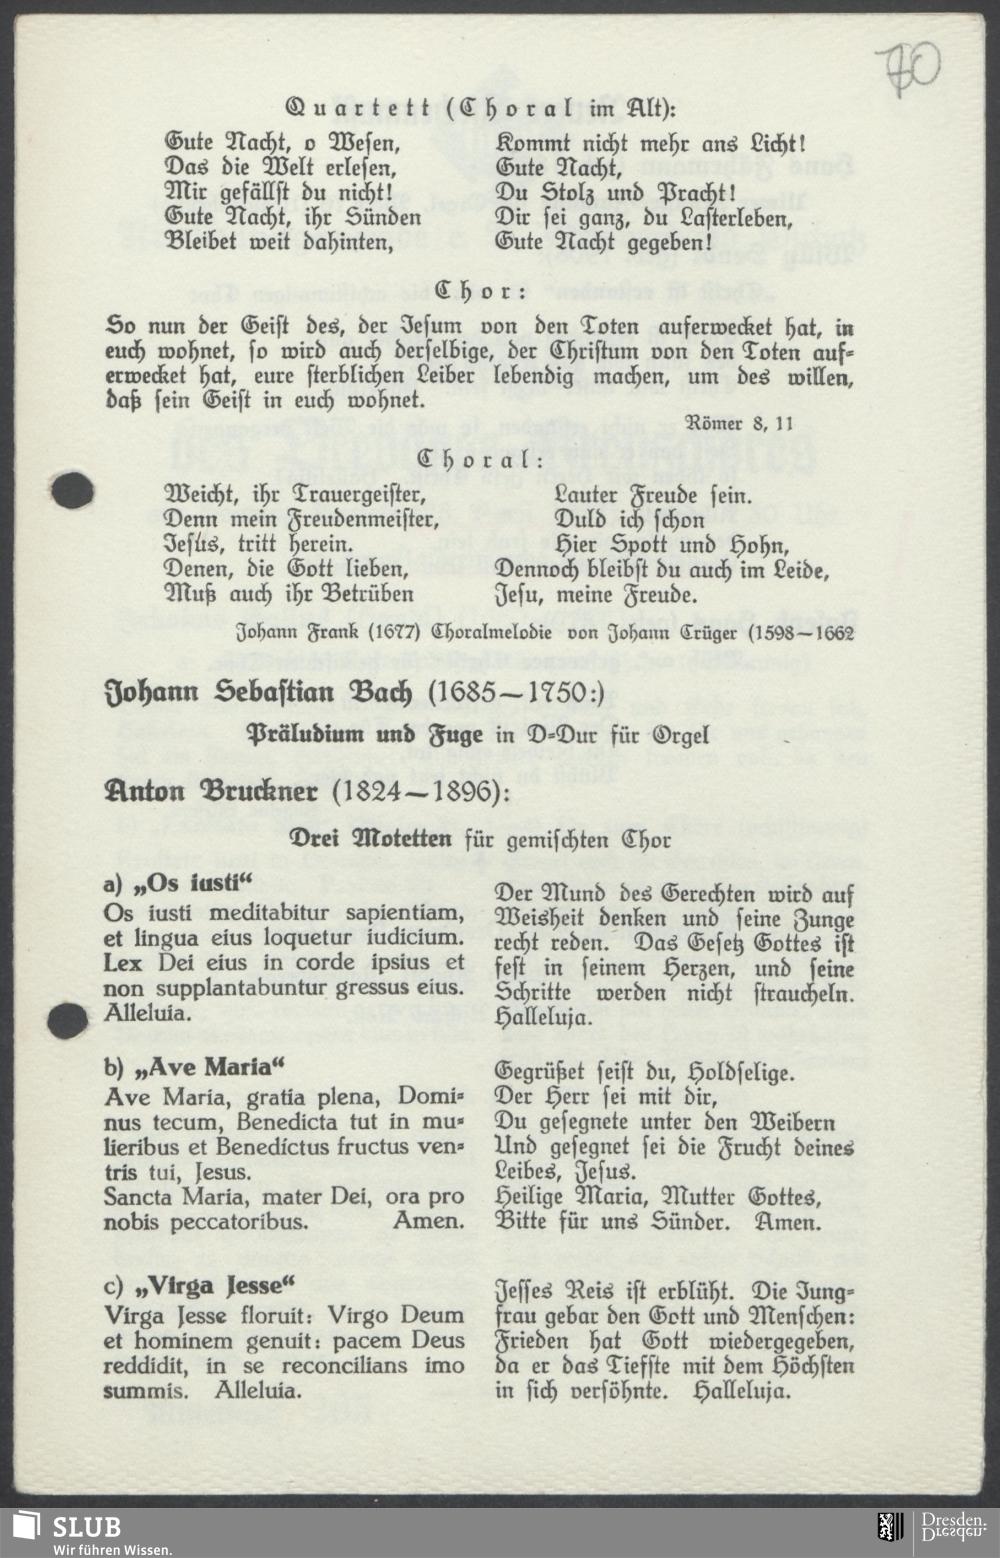 70
Quartett (Choral im Alt):
Gute Nacht, o Wesen,
Das die Welt erlesen,
Mir gefällst du nicht!
Gute Nacht, ihr Sünden
Bleibet weit dahinten,
Kommt nicht mehr ans Licht!
Gute Nacht,
Du Stolz und Pracht!
Dir sei ganz, du Lasterleben,
Gute Nacht gegeben!
Chor:
So nun der Geist des, der Jesum von den Toten auferwecket hat, in
euch wohnet, so wird auch derselbige, der Christum von den Toten auf-
erwecket hat, eure sterblichen Leiber lebendig machen, um des willen,
daß sein Geist in euch wohnet.
Römer 8, 11
Choral:
Weicht, ihr Trauergeister,
Denn mein Freudenmeister,
Jesus, tritt herein.
Denen, die Gott lieben,
Muß auch ihr Betrüben
Lauter Freude sein.
Duld ich schon
Hier Spott und Hohn,
Dennoch bleibst du auch im Leide,
Jesu, meine Freude.
Johann Frank (1677) Choralmelodie von Johann Crüger (1598—1662
Johann Sebastian Bach (1685—1750:)
Präludium und Fuge in D-Dur für Orgel
Anton Bruckner (1824—1896):
Drei Motetten für gemischten Chor
a) „Os iusti“
Os iusti meditabitur sapientiam,
et lingua eius loquetur iudicium.
Lex Dei eius in corde ipsius et
non supplantabuntur gressus eius.
Alleluia.
Der Mund des Gerechten wird auf
Weisheit denken und seine Zunge
recht reden. Das Gesetz Gottes ist
fest in seinem Herzen, und seine
Schritte werden nicht straucheln.
Halleluja.
b) „Ave Maria“
Ave Maria, gratia plena, Domi-
nus tecum, Benedicta tut in mu-
lieribus et Benedictus fructus ven-
tris tui, Jesus.
Sancta Maria, mater Dei, ora pro
nobis peccatoribus. Amen.
Gegrüßet seist du, Holdselige.
Der Herr sei mit dir,
Du gesegnete unter den Weibern
Und gesegnet sei die Frucht deines
Leibes, Jesus.
Heilige Maria, Mutter Gottes,
Bitte für uns Sünder. Amen.
c) „Virga Jesse“
Virga Jesse floruit: Virgo Deum
et hominem genuit: pacem Deus
reddidit, in se reconcilians imo
summis. Alleluia.
Jesses Reis ist erblüht. Die Jung-
frau gebar den Gott und Menschen:
Frieden hat Gott wiedergegeben,
da er das Tiefste mit dem Höchsten
in sich versöhnte. Halleluja.
SLUB
Wir führen Wissen.
Dresden.
Dresden.